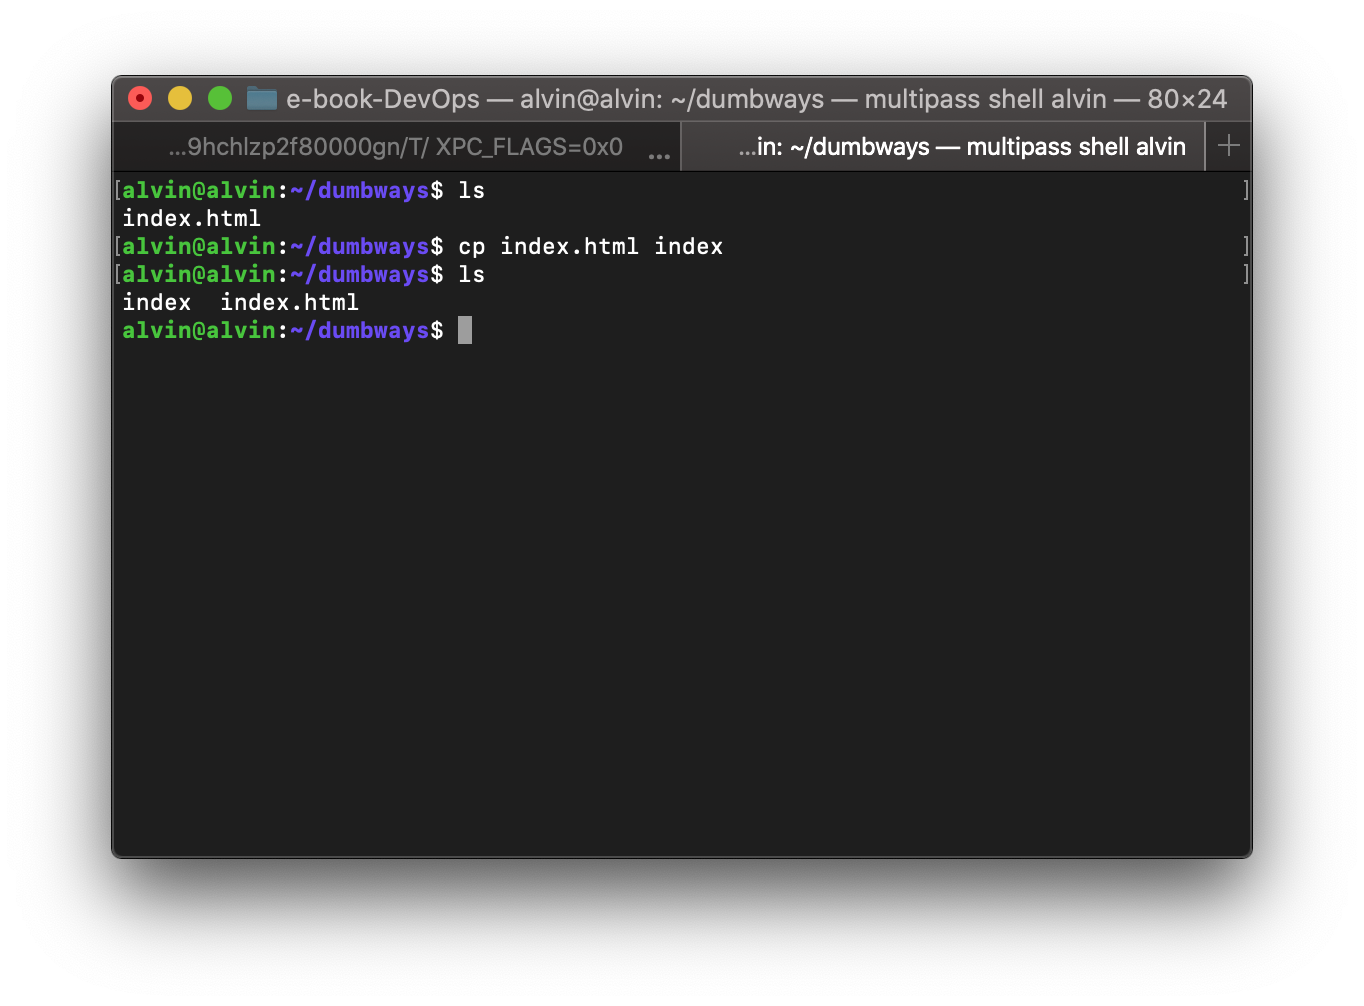 e-book-DevOps — alvin@alvin: ~/dumbways — multipass shell alvin — 80×24
...9hchlzp2f80000gn/T/ XPC_FLAGS=0x0 ...
...in: ~/dumbways — multipass shell alvin +
[alvin@alvin:~/dumbways$ ls ]
index.html
[alvin@alvin:~/dumbways$ cp index.html index ]
[alvin@alvin:~/dumbways$ ls ]
index  index.html
alvin@alvin:~/dumbways$